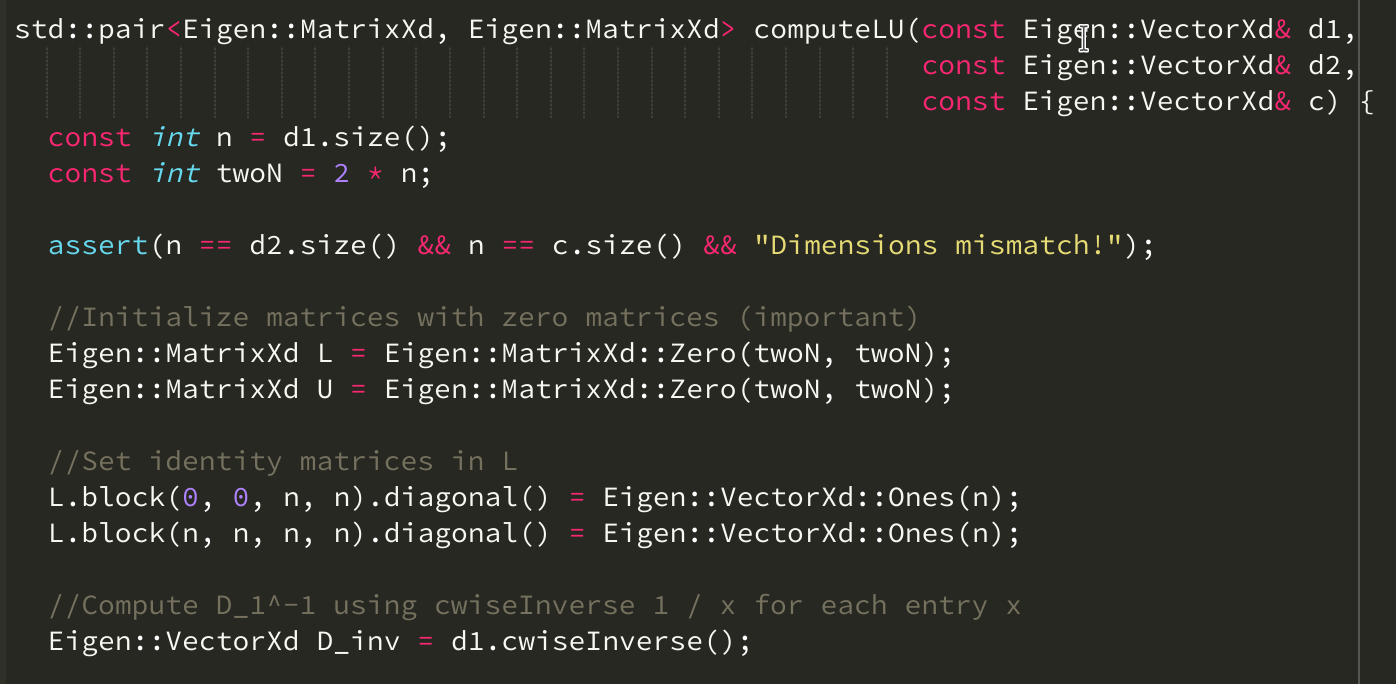 std::pair<Eigen::MatrixXd, Eigen::MatrixXd> computeLU(const Eigen::VectorXd& d1,
const Eigen::VectorXd& d2,
const Eigen::VectorXd& c) {
const int n = d1.size();
const int twoN = 2 * n;
assert(n == d2.size() && n == c.size() && "Dimensions mismatch!");
//Initialize matrices with zero matrices (important)
Eigen::MatrixXd L = Eigen::MatrixXd::Zero(twoN, twoN);
Eigen::MatrixXd U = Eigen::MatrixXd::Zero(twoN, twoN);
//Set identity matrices in L
L.block(0, 0, n, n).diagonal() = Eigen::VectorXd::Ones(n);
L.block(n, n, n, n).diagonal() = Eigen::VectorXd::Ones(n);
//Compute D_1^-1 using cwiseInverse 1 / x for each entry x
Eigen::VectorXd D_inv = d1.cwiseInverse();